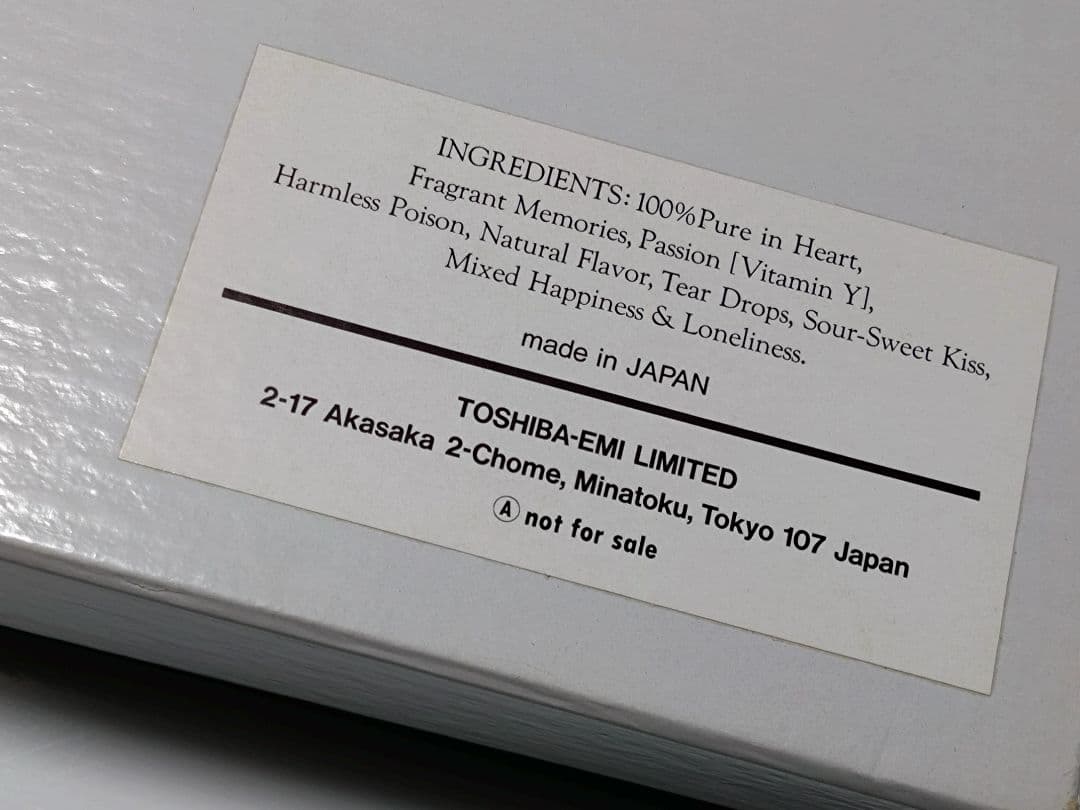 INGREDIENTS: 100% Pure in Heart,
Fragrant Memories, Passion [Vitamin Y],
Harmless Poison, Natural Flavor, Tear Drops, Sour-Sweet Kiss,
Mixed Happiness & Loneliness.
made in JAPAN
TOSHIBA-EMI LIMITED
2-17 Akasaka 2-Chome, Minatoku, Tokyo 107 Japan
Ⓐ not for sale